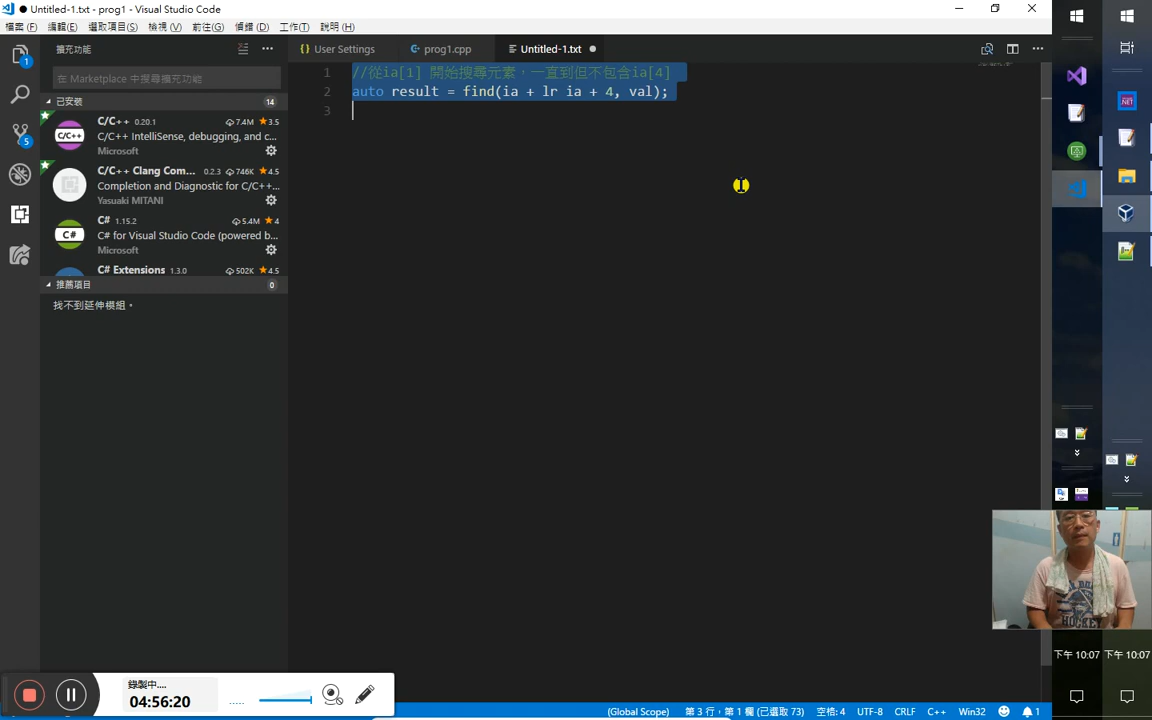 Untitled-1.txt - prog1 - Visual Studio Code
檔案 (F) 編輯(E) 選取項目(S) 檢視 (V) 前往(G) 偵錯 (D) 工作(T) 說明 (H)
擴充功能
User Settings
prog1.cpp
Untitled-1.txt
在 Marketplace 中搜尋擴充功能
已安裝 14
C/C++ 0.20.1 7.4M 3.5
C/C++ IntelliSense, debugging, and c...
Microsoft
C/C++ Clang Com... 0.2.3 746K 4.5
Completion and Diagnostic for C/C++...
Yasuaki MITANI
C# 1.15.2 5.4M 4
C# for Visual Studio Code (powered b...
Microsoft
C# Extensions 1.3.0 502K 4.5
推薦項目 0
找不到延伸模組。
1 //從ia[1] 開始搜尋元素，一直到但不包含ia[4]
2 auto result = find(ia + lr ia + 4, val);
3
下午 10:07 下午 10:07
錄製中....
04:56:20
(Global Scope) 第 3 行，第 1 欄 (已選取 73) 空格: 4 UTF-8 CRLF C++ Win32 1